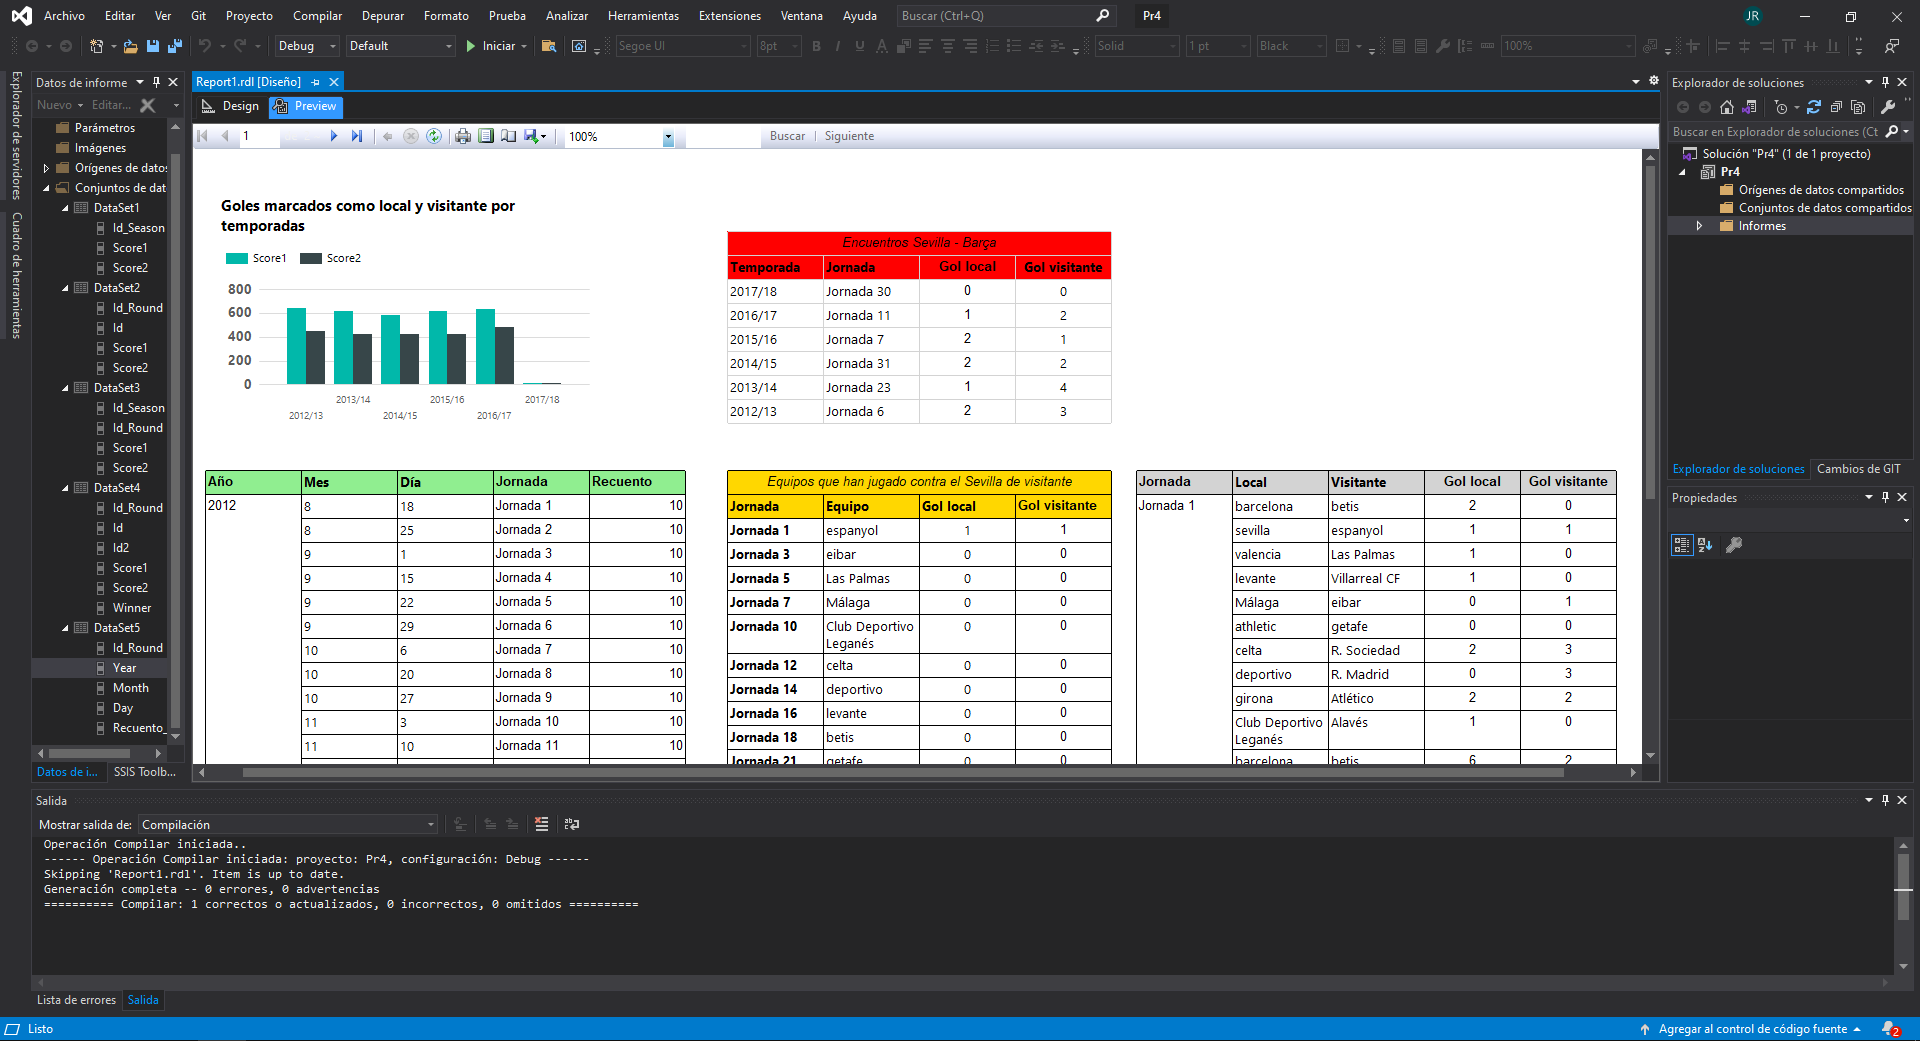 Archivo Editar Ver Git Proyecto Compilar Depurar Formato Prueba Analizar Herramientas Extensiones Ventana Ayuda Buscar (Ctrl+Q) Pr4 JR
Debug Default Iniciar Segoe UI 8pt B I U A Solid 1 pt Black 100%
Explorador de servidores
Cuadro de herramientas
Datos de informe
Nuevo Editar...
Parámetros
Imágenes
Orígenes de datos
Conjuntos de dat
DataSet1
Id_Season
Score1
Score2
DataSet2
Id_Round
Id
Score1
Score2
DataSet3
Id_Season
Id_Round
Score1
Score2
DataSet4
Id_Round
Id
Id2
Score1
Score2
Winner
DataSet5
Id_Round
Year
Month
Day
Recuento_
Datos de i... SSIS Toolb...
Report1.rdl [Diseño]
Design Preview
1 100% Buscar | Siguiente
Goles marcados como local y visitante por
temporadas
Score1 Score2
800
600
400
200
0
2013/14 2015/16 2017/18
2012/13 2014/15 2016/17
Encuentros Sevilla - Barça
Temporada Jornada Gol local Gol visitante
2017/18 Jornada 30 0 0
2016/17 Jornada 11 1 2
2015/16 Jornada 7 2 1
2014/15 Jornada 31 2 2
2013/14 Jornada 23 1 4
2012/13 Jornada 6 2 3
Año Mes Día Jornada Recuento
2012 8 18 Jornada 1 10
8 25 Jornada 2 10
9 1 Jornada 3 10
9 15 Jornada 4 10
9 22 Jornada 5 10
9 29 Jornada 6 10
10 6 Jornada 7 10
10 20 Jornada 8 10
10 27 Jornada 9 10
11 3 Jornada 10 10
11 10 Jornada 11 10
Equipos que han jugado contra el Sevilla de visitante
Jornada Equipo Gol local Gol visitante
Jornada 1 espanyol 1 1
Jornada 3 eibar 0 0
Jornada 5 Las Palmas 0 0
Jornada 7 Málaga 0 0
Jornada 10 Club Deportivo 0 0
Leganés
Jornada 12 celta 0 0
Jornada 14 deportivo 0 0
Jornada 16 levante 0 0
Jornada 18 betis 0 0
Jornada 21 getafe 0 0
Jornada Local Visitante Gol local Gol visitante
Jornada 1 barcelona betis 2 0
sevilla espanyol 1 1
valencia Las Palmas 1 0
levante Villarreal CF 1 0
Málaga eibar 0 1
athletic getafe 0 0
celta R. Sociedad 2 3
deportivo R. Madrid 0 3
girona Atlético 2 2
Club Deportivo Alavés 1 0
Leganés
barcelona betis 6 2
Explorador de soluciones
Buscar en Explorador de soluciones (Ct
Solución "Pr4" (1 de 1 proyecto)
Pr4
Orígenes de datos compartidos
Conjuntos de datos compartidos
Informes
Explorador de soluciones Cambios de GIT
Propiedades
Salida
Mostrar salida de: Compilación
Operación Compilar iniciada..
------ Operación Compilar iniciada: proyecto: Pr4, configuración: Debug ------
Skipping 'Report1.rdl'. Item is up to date.
Generación completa -- 0 errores, 0 advertencias
========== Compilar: 1 correctos o actualizados, 0 incorrectos, 0 omitidos ==========
Lista de errores Salida
Listo Agregar al control de código fuente 2